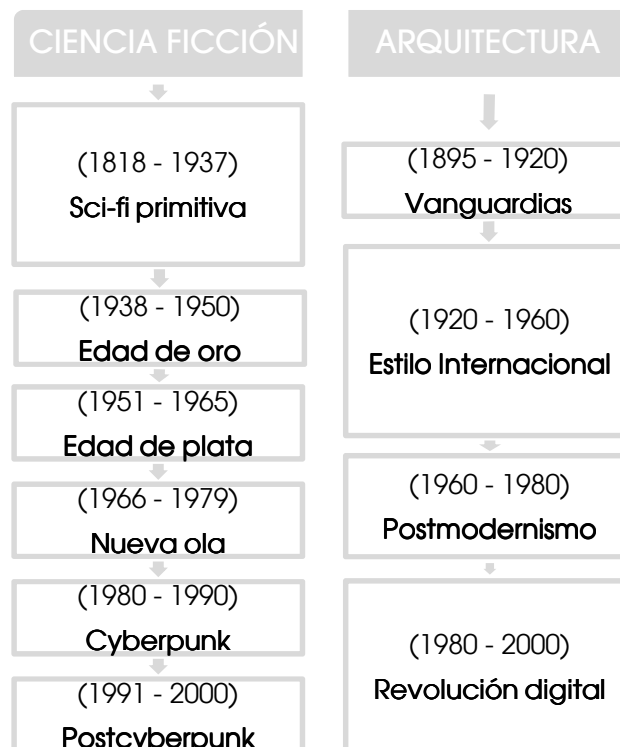 CIENCIA FICCIÓN
(1818 - 1937)
Sci-fi primitiva
(1938 - 1950)
Edad de oro
(1951 - 1965)
Edad de plata
(1966 - 1979)
Nueva ola
(1980 - 1990)
Cyberpunk
(1991 - 2000)
Postcyberpunk
ARQUITECTURA
(1895 - 1920)
Vanguardias
(1920 - 1960)
Estilo Internacional
(1960 - 1980)
Postmodernismo
(1980 - 2000)
Revolución digital